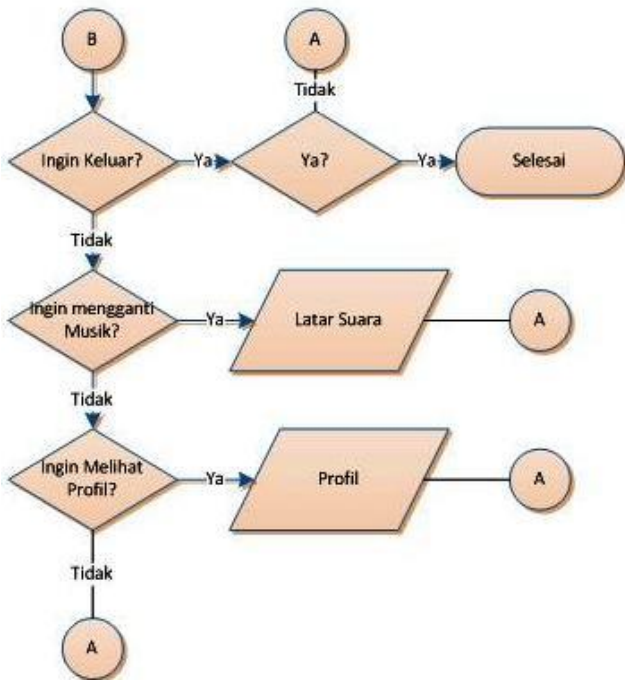 B
A
Tidak
Ingin Keluar?
Ya
Ya?
Ya
Selesai
Tidak
Ingin mengganti
Musik?
Ya
Latar Suara
A
Tidak
Ingin Melihat
Profil?
Ya
Profil
A
Tidak
A